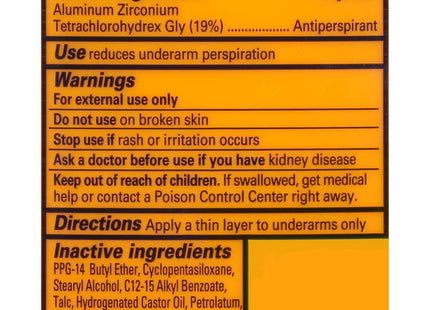 Aluminum Zirconium
Tetrachlorohydrex Gly (19%) .................. Antiperspirant
Use reduces underarm perspiration
Warnings
For external use only
Do not use on broken skin
Stop use if rash or irritation occurs
Ask a doctor before use if you have kidney disease
Keep out of reach of children. If swallowed, get medical
help or contact a Poison Control Center right away.
Directions Apply a thin layer to underarms only
Inactive ingredients
PPG-14 Butyl Ether, Cyclopentasiloxane,
Stearyl Alcohol, C12-15 Alkyl Benzoate,
Talc, Hydrogenated Castor Oil, Petrolatum,